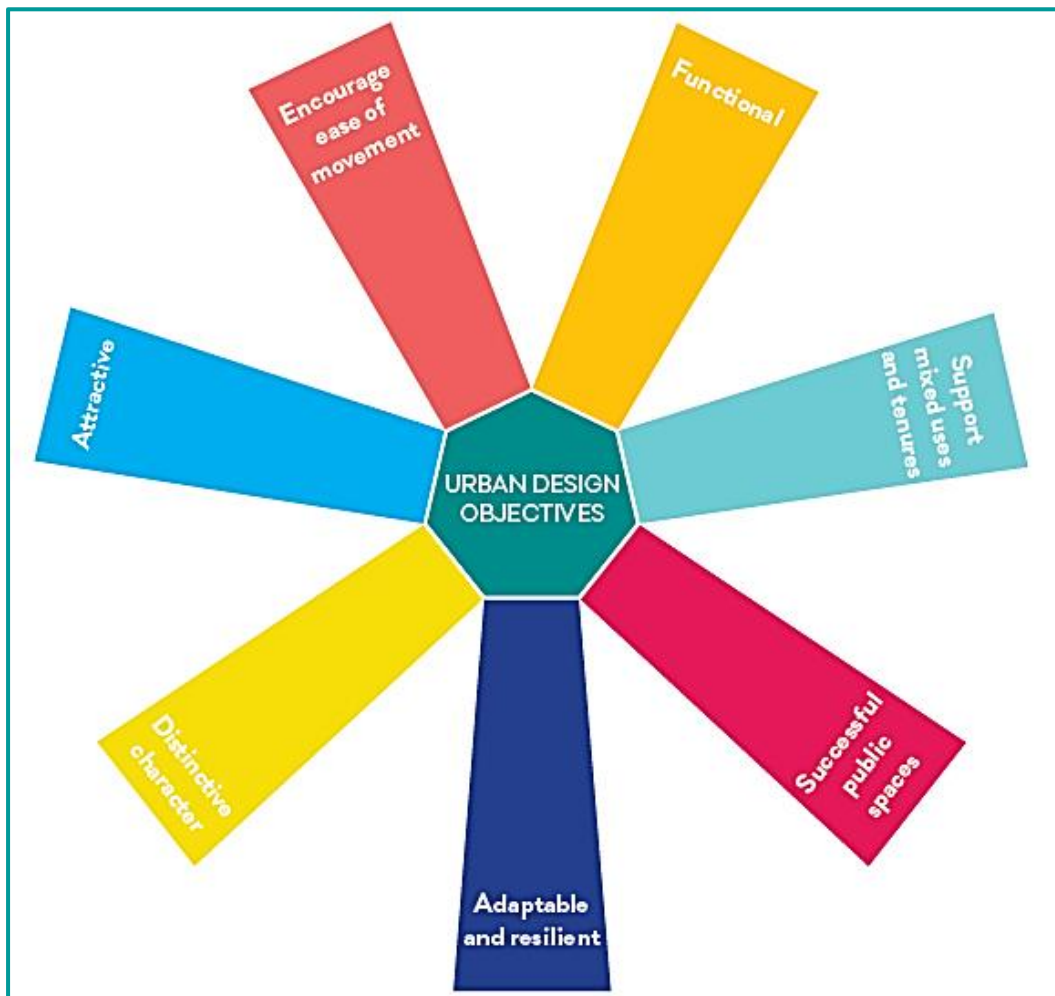 Encourage
ease of
movement
Functional
Support
mixed uses
and tenures
Successful
public
spaces
Adaptable
and resilient
Distinctive
character
Attractive
URBAN DESIGN
OBJECTIVES